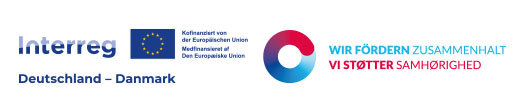 Interreg
Kofinanziert von
der Europäischen Union
Medfinansieret af
Den Europæiske Union
Deutschland – Danmark
WIR FÖRDERN ZUSAMMENHALT
VI STØTTER SAMHØRIGHED